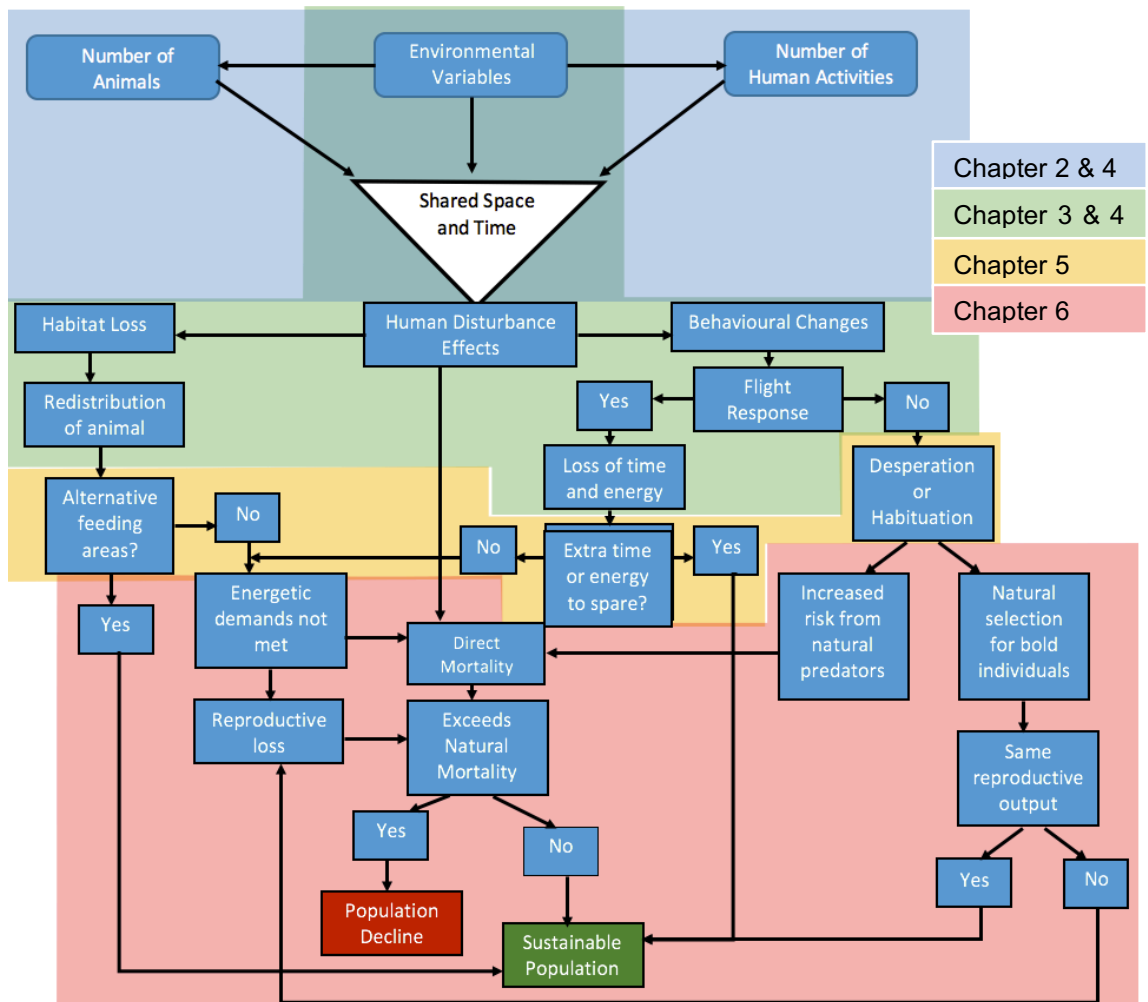 Number of
Animals
Environmental
Variables
Number of
Human Activities
Chapter 2 & 4
Chapter 3 & 4
Chapter 5
Chapter 6
Shared Space
and Time
Habitat Loss
Human Disturbance
Effects
Behavioural Changes
Redistribution
of animal
Yes
Flight
Response
No
Alternative
feeding
areas?
No
Loss of time
and energy
Desperation
or
Habituation
No
Extra time
or energy
to spare?
Yes
Yes
Energetic
demands not
met
Direct
Mortality
Increased
risk from
natural
predators
Natural
selection
for bold
individuals
Reproductive
loss
Exceeds
Natural
Mortality
Same
reproductive
output
Yes
No
Yes
No
Population
Decline
Sustainable
Population